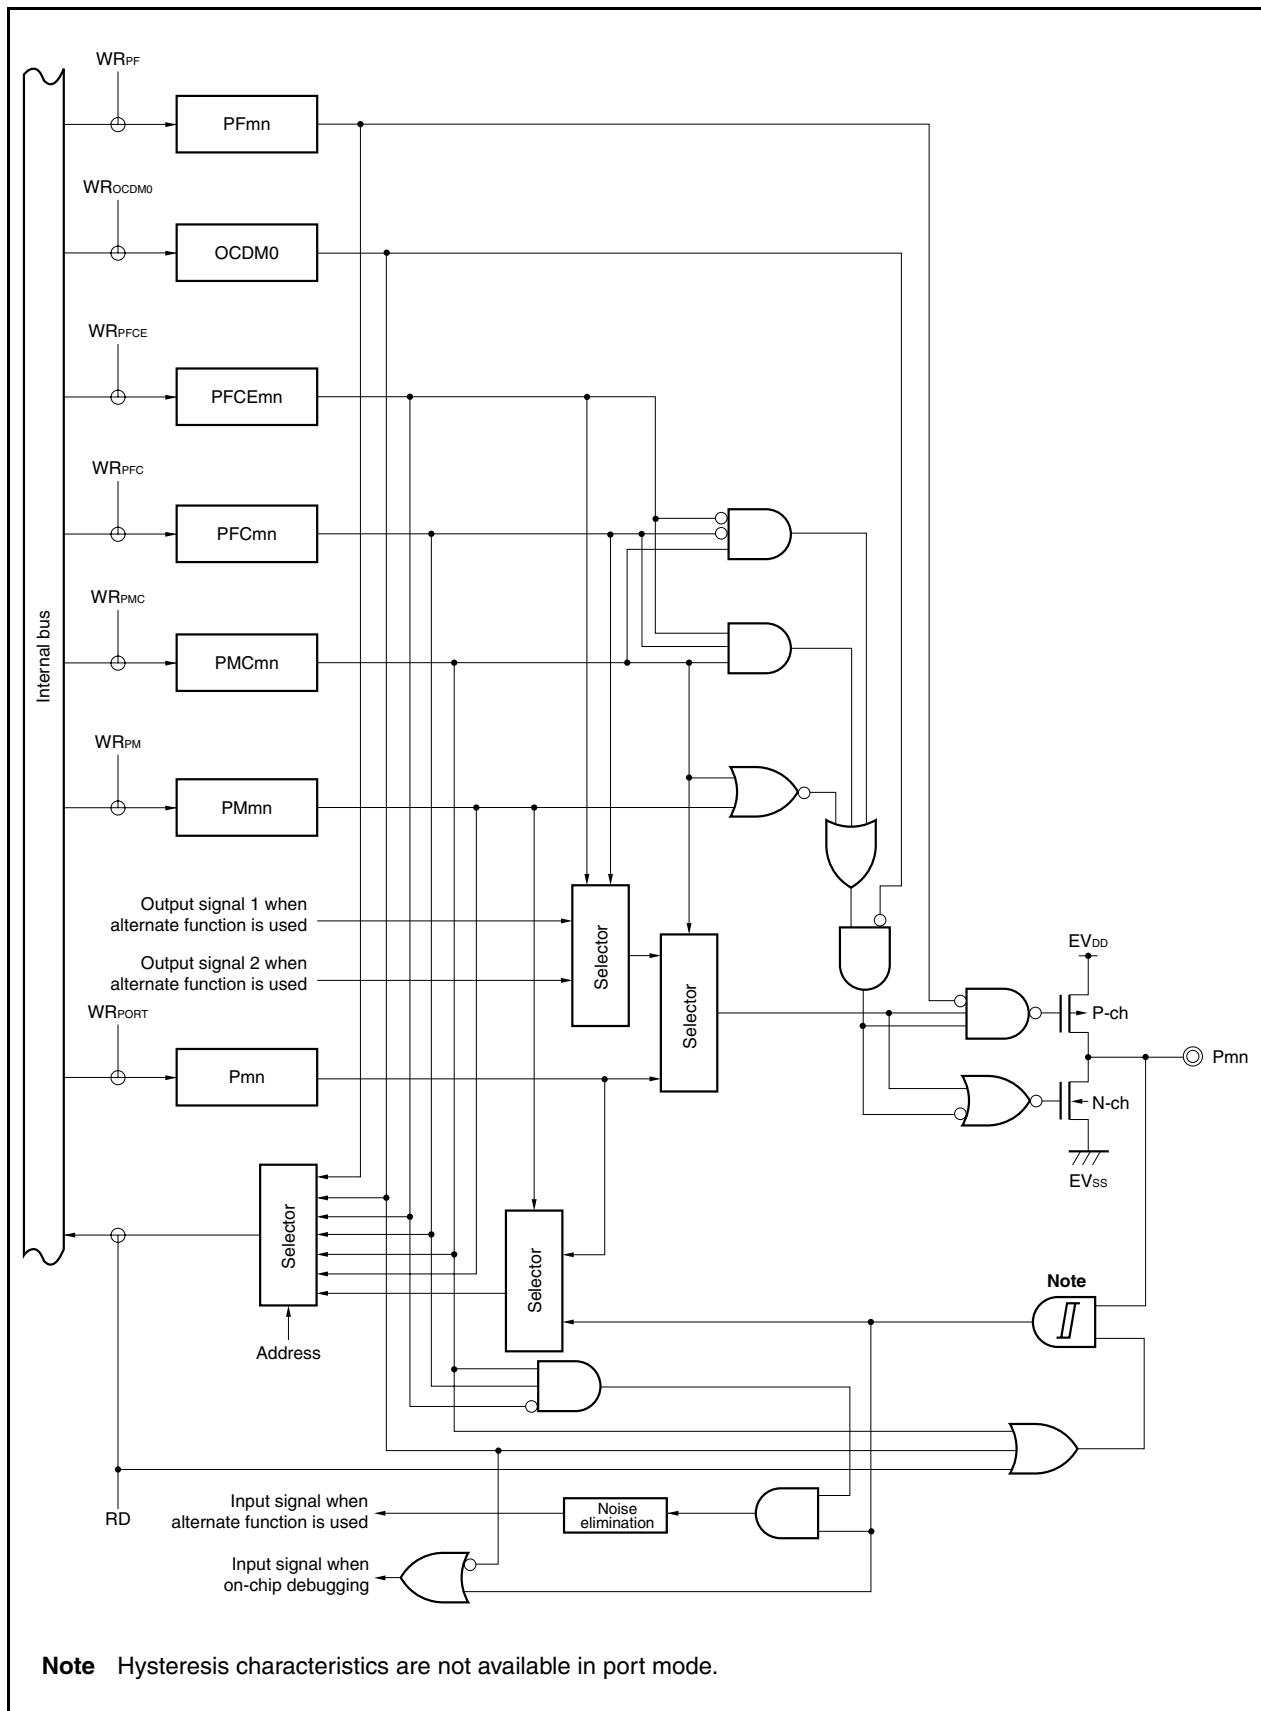 WRPF
PFmn
WROCDM0
OCDM0
WRPFCE
PFCEmn
WRPFC
PFCmn
WRPMC
PMCmn
Internal bus
WRPM
PMmn
Output signal 1 when
alternate function is used
Output signal 2 when
alternate function is used
Selector
Selector
EVDD
P-ch
WRPORT
Pmn
Pmn
N-ch
EVSS
Selector
Selector
Address
Note
RD
Input signal when
alternate function is used
Noise
elimination
Input signal when
on-chip debugging
Note Hysteresis characteristics are not available in port mode.